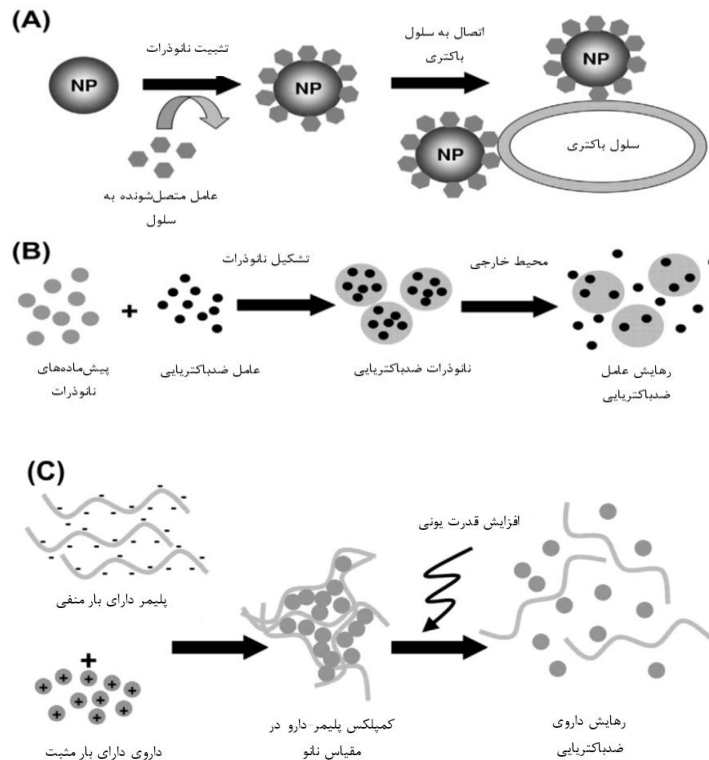 (A)
تثبیت نانوذرات
اتصال به سلول
باکتری
NP
NP
NP
NP
سلول باکتری
عامل متصل‌شونده به
سلول
(B)
تشکیل نانوذرات
محیط خارجی
+
پیش‌ماده‌های
نانوذرات
عامل ضدباکتریایی
نانوذرات ضدباکتریایی
رهایش عامل
ضدباکتریایی
(C)
افزایش قدرت یونی
پلیمر دارای بار منفی
+
داروی دارای بار مثبت
کمپلکس پلیمر-دارو در
مقیاس نانو
رهایش داروی
ضدباکتریایی